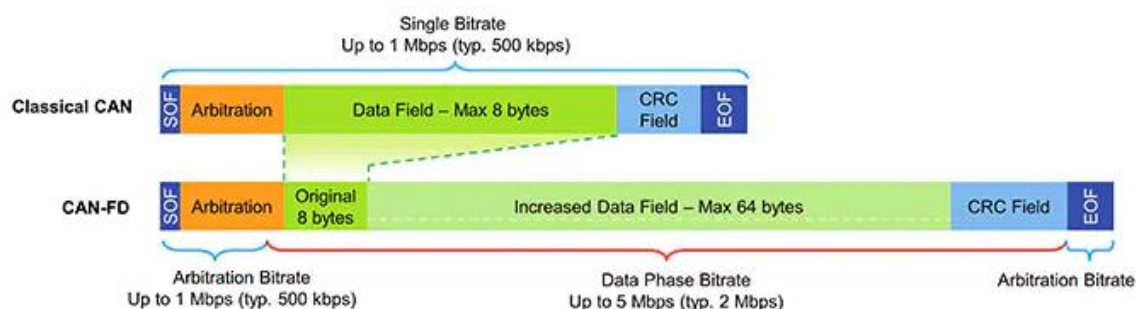 Single Bitrate
Up to 1 Mbps (typ. 500 kbps)
Classical CAN
SOF
Arbitration
Data Field – Max 8 bytes
CRC
Field
EOF
CAN-FD
SOF
Arbitration
Original
8 bytes
Increased Data Field – Max 64 bytes
CRC Field
EOF
Arbitration Bitrate
Up to 1 Mbps (typ. 500 kbps)
Data Phase Bitrate
Up to 5 Mbps (typ. 2 Mbps)
Arbitration Bitrate